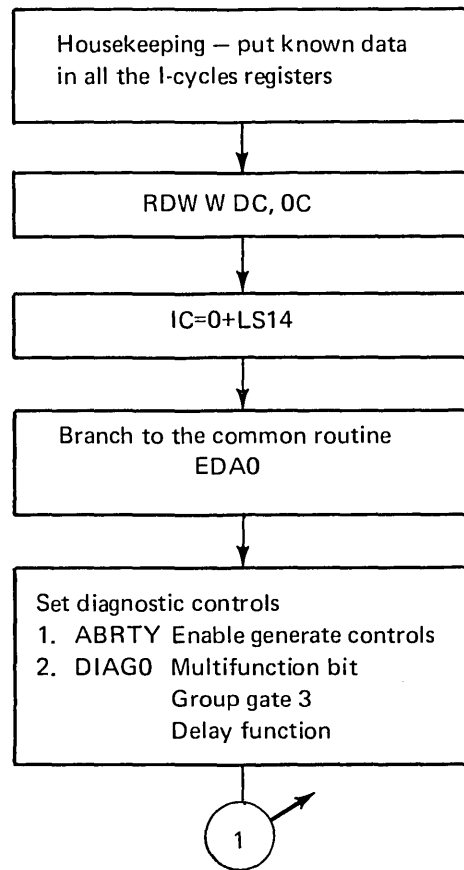 Housekeeping — put known data
in all the I-cycles registers
RDW W DC, 0C
IC=0+LS14
Branch to the common routine
EDA0
Set diagnostic controls
1. ABRTY Enable generate controls
2. DIAG0 Multifunction bit
Group gate 3
Delay function
1